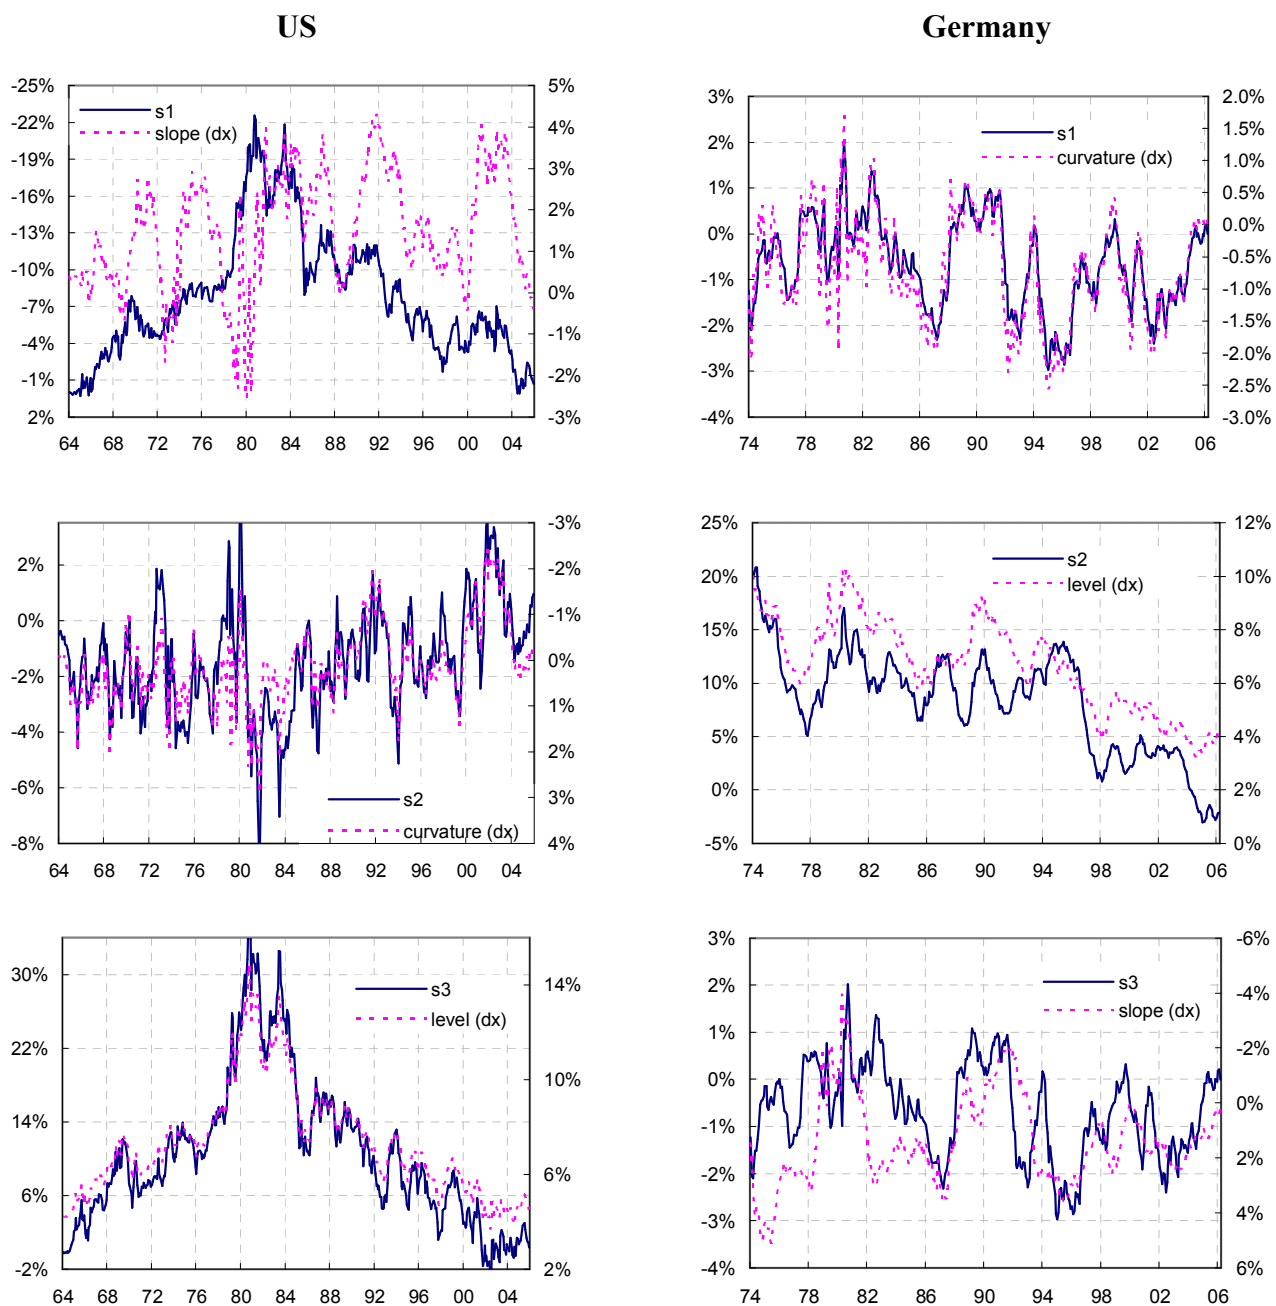 US Germany
-25% 5% 3% 2.0%
s1
slope (dx)
-22% 4% 2% 1.5%
s1
curvature (dx)
-19% 3% 1% 1.0%
-16% 2% 0% 0.5%
-13% 1% -1% 0.0%
-10% 0% -2% -0.5%
-7% -1% -3% -1.0%
-4% -2% -4% -1.5%
-1% -3% -2.0%
2% -2.5%
-3.0%
64 68 72 76 80 84 88 92 96 00 04
74 78 82 86 90 94 98 02 06
-3% 25% 12%
2% -2% 20% 10%
0% -1% 15% 8%
-2% 0% 10% 6%
-4% 1% 5% 4%
-6% 2% 0% 2%
-8% 3% -5% 0%
4%
s2
curvature (dx)
s2
level (dx)
64 68 72 76 80 84 88 92 96 00 04
74 78 82 86 90 94 98 02 06
30% 14% 3% -6%
22% 10% 2% -4%
14% 6% 1% -2%
6% 2% 0% 0%
-2% -1% 2%
-2% 4%
-3% 6%
-4%
s3
level (dx)
s3
slope (dx)
64 68 72 76 80 84 88 92 96 00 04
74 78 82 86 90 94 98 02 06